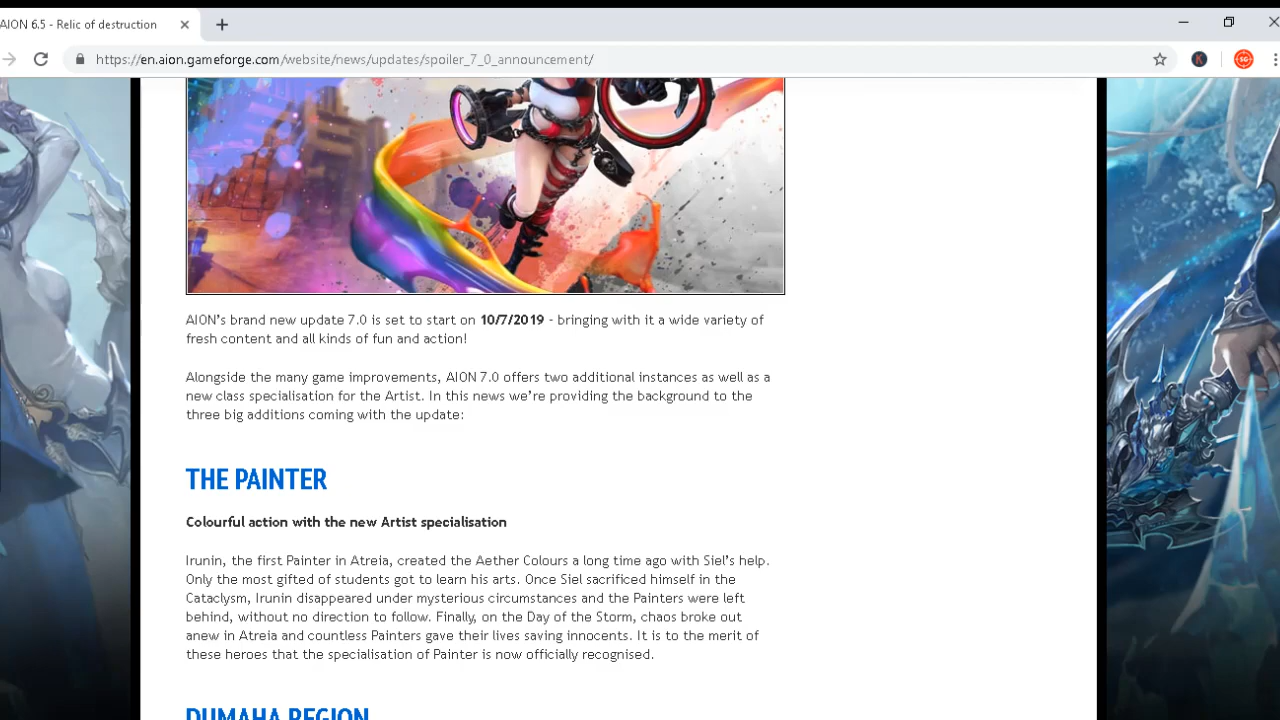 AION 6.5 - Relic of destruction
https://en.aion.gameforge.com/website/news/updates/spoiler_7_0_announcement/
K
SG
AION's brand new update 7.0 is set to start on 10/7/2019 - bringing with it a wide variety of
fresh content and all kinds of fun and action!
Alongside the many game improvements, AION 7.0 offers two additional instances as well as a
new class specialisation for the Artist. In this news we're providing the background to the
three big additions coming with the update:
THE PAINTER
Colourful action with the new Artist specialisation
Irunin, the first Painter in Atreia, created the Aether Colours a long time ago with Siel's help.
Only the most gifted of students got to learn his arts. Once Siel sacrificed himself in the
Cataclysm, Irunin disappeared under mysterious circumstances and the Painters were left
behind, without no direction to follow. Finally, on the Day of the Storm, chaos broke out
anew in Atreia and countless Painters gave their lives saving innocents. It is to the merit of
these heroes that the specialisation of Painter is now officially recognised.
DUMAHA REGION